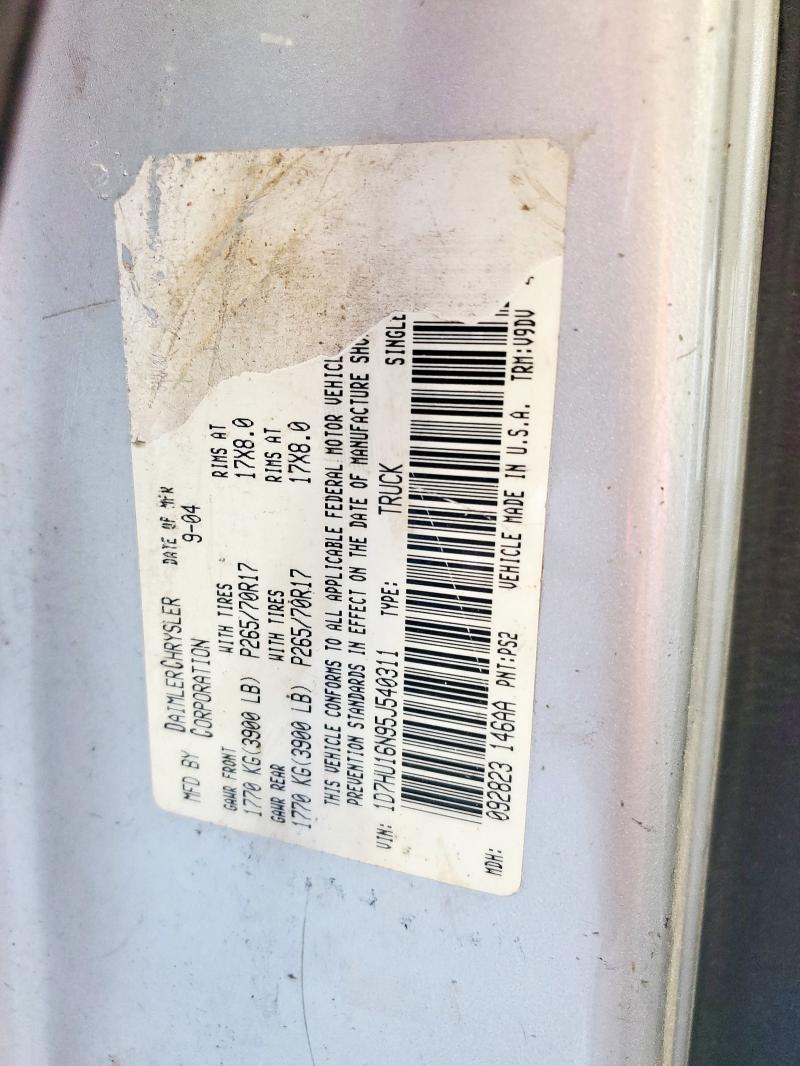 MFD BY DAIMLERCHRYSLER DATE OF MFR
CORPORATION 9-04
GAWR FRONT WITH TIRES RIMS AT
1770 KG(3900 LB) P265/70R17 17X8.0
GAWR REAR WITH TIRES RIMS AT
1770 KG(3900 LB) P265/70R17 17X8.0
THIS VEHICLE CONFORMS TO ALL APPLICABLE FEDERAL MOTOR VEHICL
PREVENTION STANDARDS IN EFFECT ON THE DATE OF MANUFACTURE SHO
VIN: 1D7HU16N95J540311 TYPE: TRUCK SINGLE
MDH: 092823 146AA PNT:PS2 VEHICLE MADE IN U.S.A. TRM:V9DV